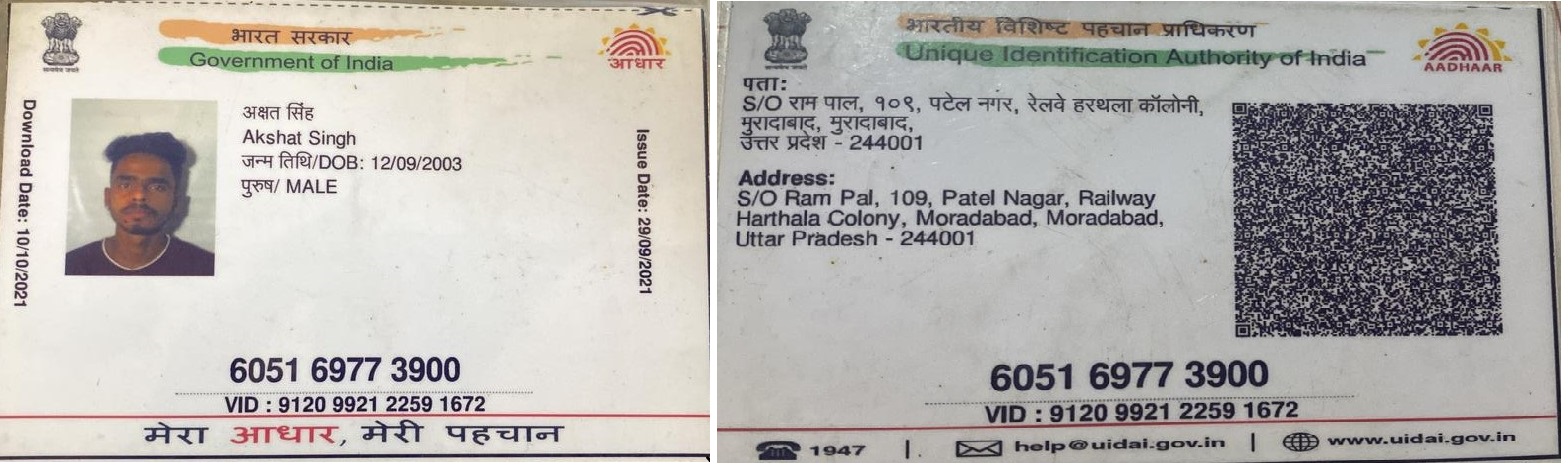 भारत सरकार
Government of India
आधार
Download Date: 10/10/2021
अक्षत सिंह
Akshat Singh
जन्म तिथि/DOB: 12/09/2003
पुरुष/ MALE
Issue Date: 29/09/2021
6051 6977 3900
VID : 9120 9921 2259 1672
मेरा आधार, मेरी पहचान
भारतीय विशिष्ट पहचान प्राधिकरण
Unique Identification Authority of India
AADHAAR
पता:
S/O राम पाल, १०९, पटेल नगर, रेलवे हरथला कॉलोनी,
मुरादाबाद, मुरादाबाद,
उत्तर प्रदेश - 244001
Address:
S/O Ram Pal, 109, Patel Nagar, Railway
Harthala Colony, Moradabad, Moradabad,
Uttar Pradesh - 244001
6051 6977 3900
VID : 9120 9921 2259 1672
1947 | help@uidai.gov.in | www.uidai.gov.in